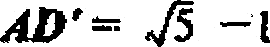 AD' = √5 - 1